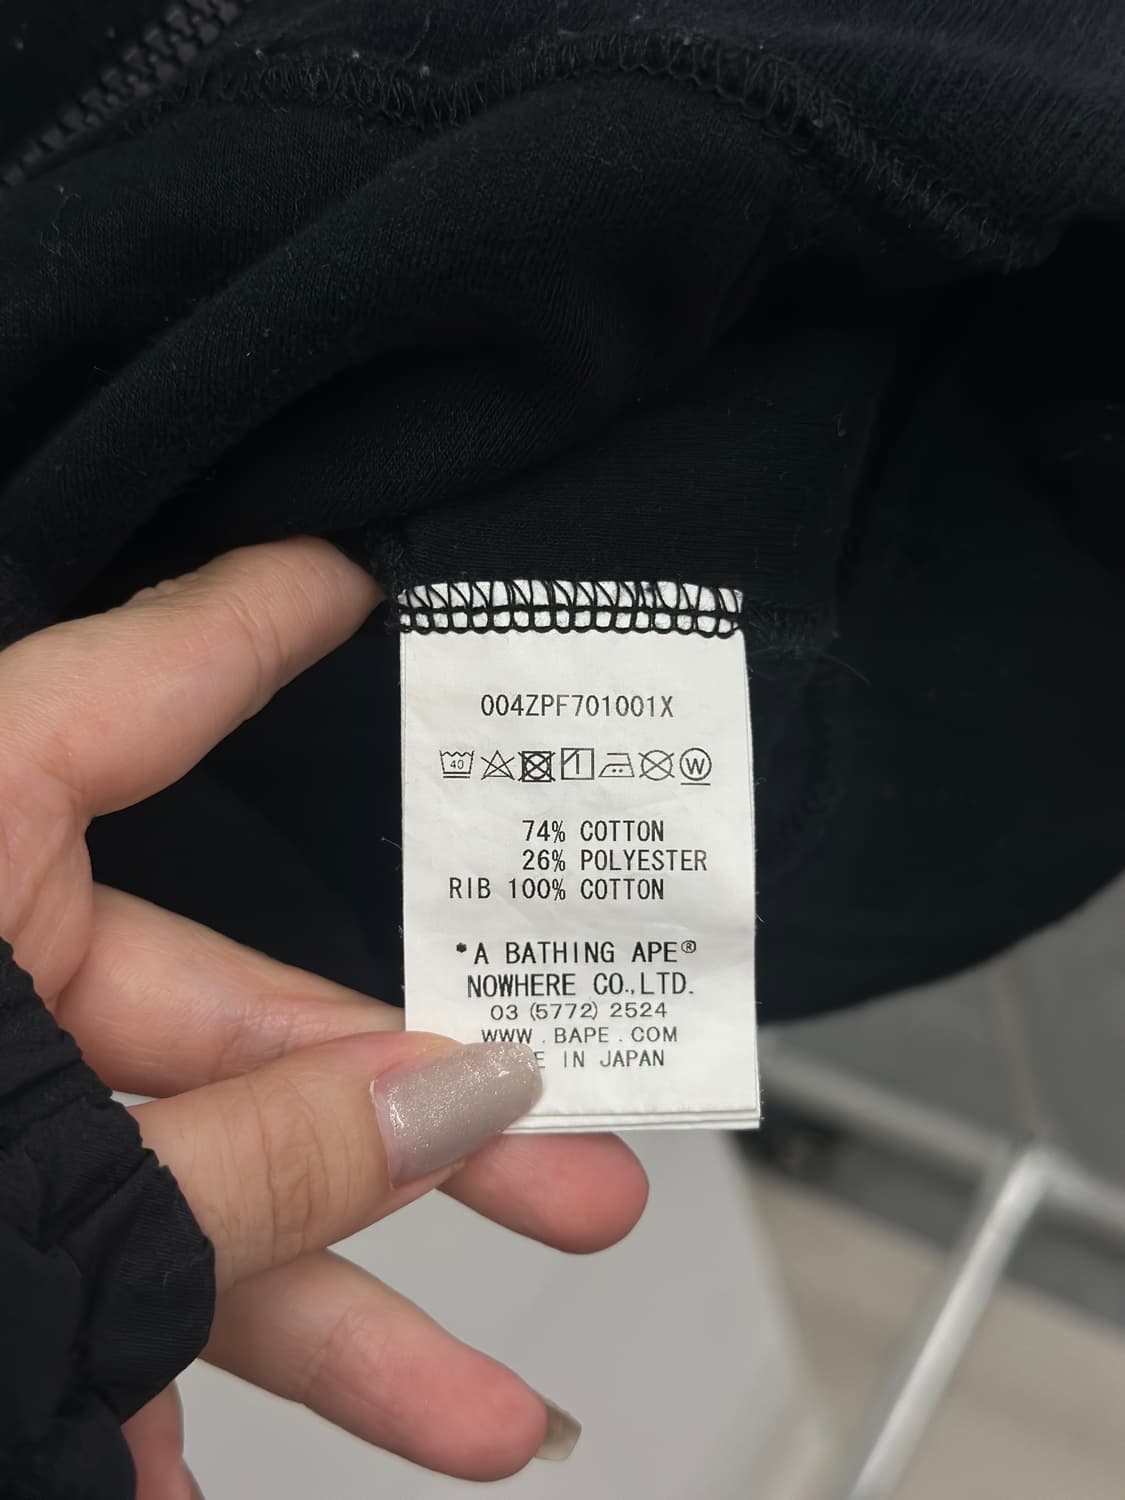 004ZPF701001X
40 W
74% COTTON
26% POLYESTER
RIB 100% COTTON
*A BATHING APE®
NOWHERE CO.,LTD.
03 (5772) 2524
WWW.BAPE.COM
IN JAPAN